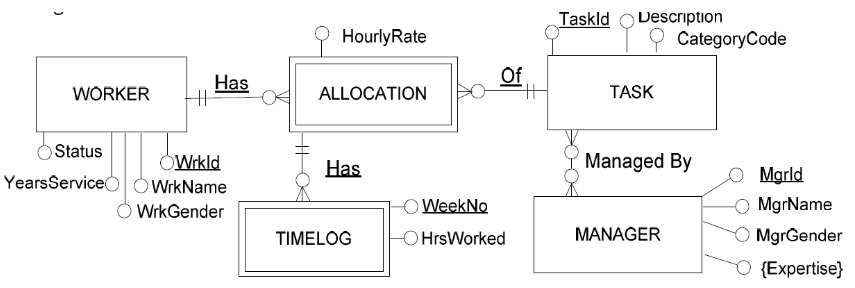 TaskId
Description
HourlyRate
CategoryCode
WORKER
Has
ALLOCATION
Of
TASK
Status
WrkId
YearsService
WrkName
WrkGender
Has
Managed By
WeekNo
TIMELOG
HrsWorked
MANAGER
MgrId
MgrName
MgrGender
{Expertise}